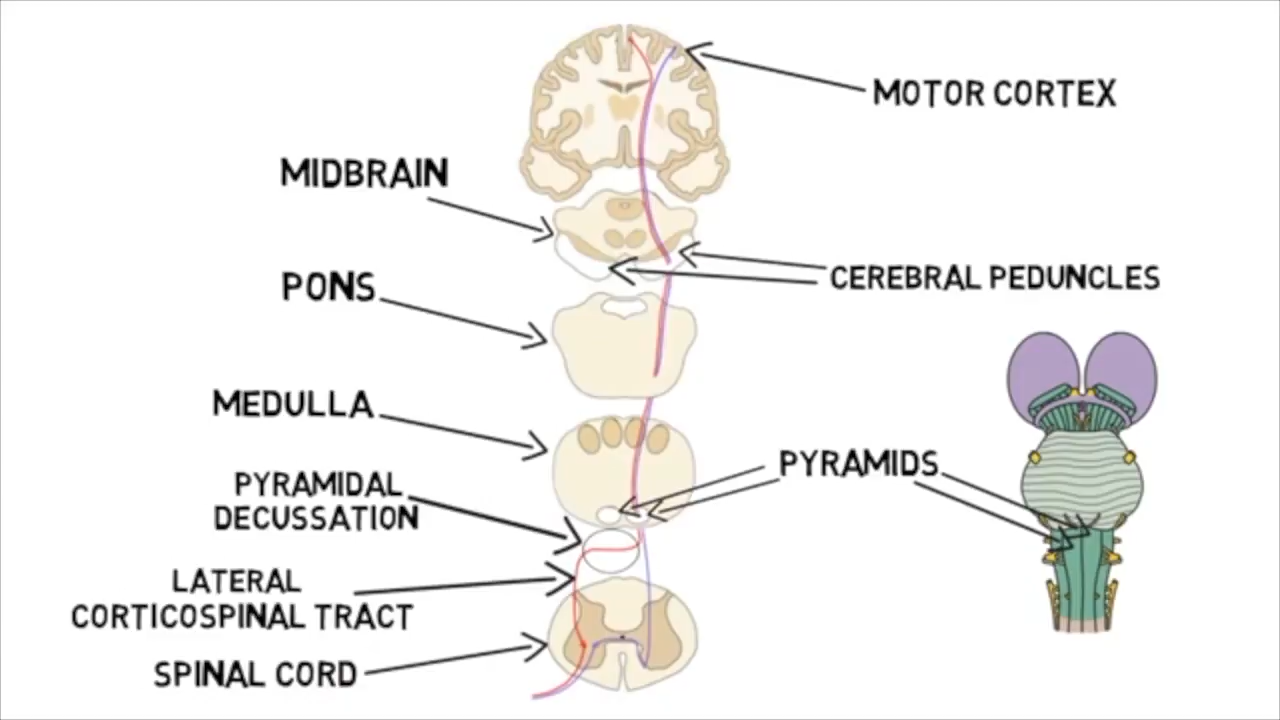 MOTOR CORTEX
MIDBRAIN
CEREBRAL PEDUNCLES
PONS
MEDULLA
PYRAMIDS
PYRAMIDAL
DECUSSATION
LATERAL
CORTICOSPINAL TRACT
SPINAL CORD